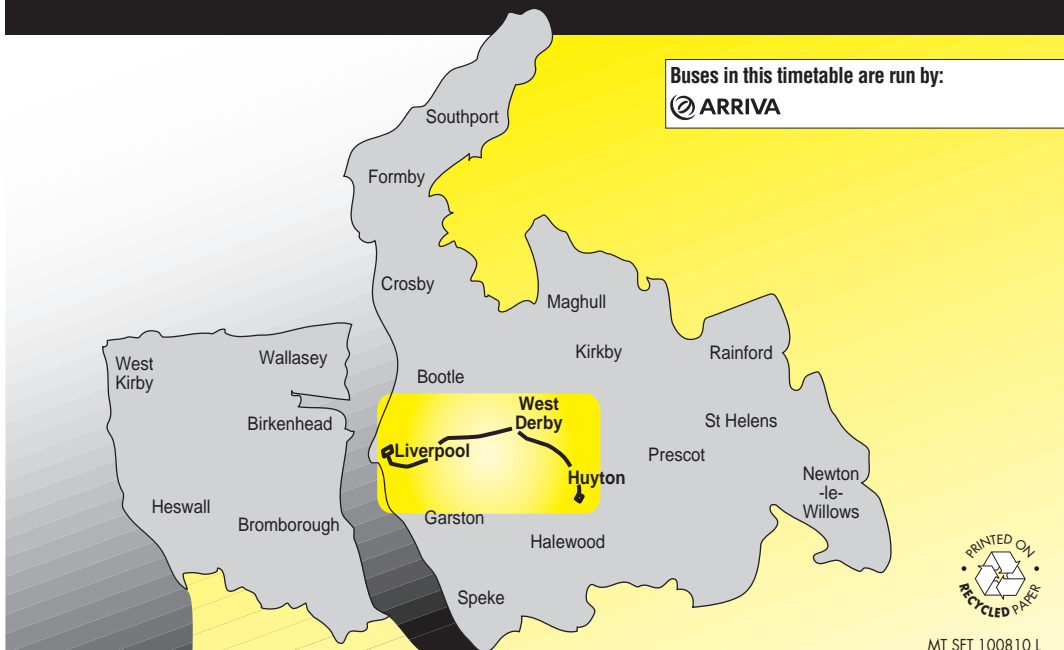 Buses in this timetable are run by:
ARRIVA
Southport
Formby
Crosby
Maghull
Kirkby
Rainford
West
Kirby
Wallasey
Bootle
Birkenhead
West
Derby
St Helens
Liverpool
Prescot
Huyton
Newton
-le-
Willows
Heswall
Bromborough
Garston
Halewood
Speke
PRINTED ON
RECYCLED PAPER
MT SFT 100810 L